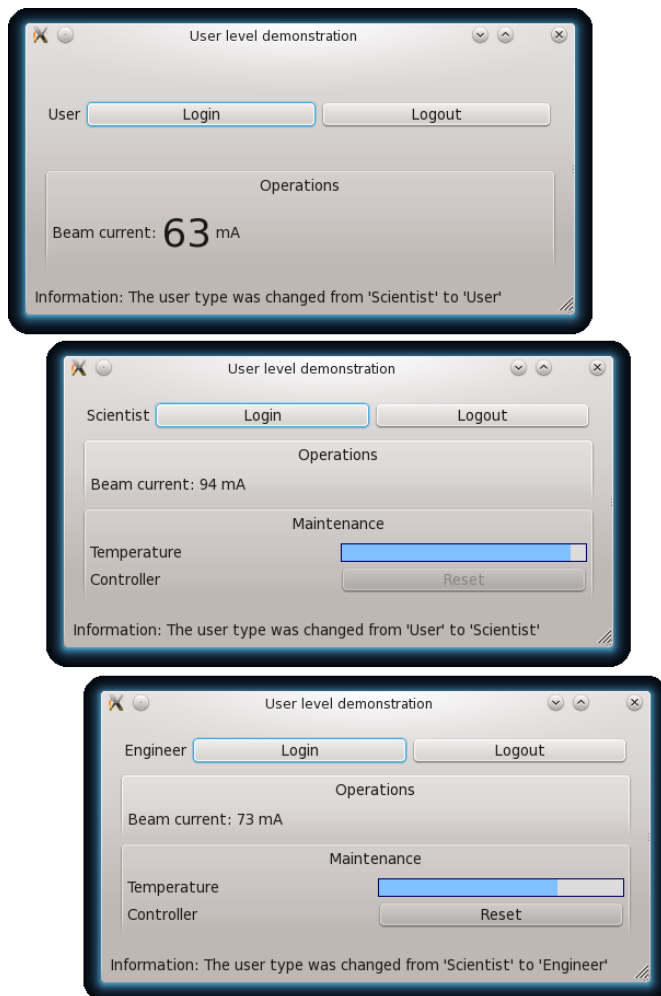 User level demonstration
User Login Logout
Operations
Beam current: 63 mA
Information: The user type was changed from 'Scientist' to 'User'
User level demonstration
Scientist Login Logout
Operations
Beam current: 94 mA
Maintenance
Temperature
Controller Reset
Information: The user type was changed from 'User' to 'Scientist'
User level demonstration
Engineer Login Logout
Operations
Beam current: 73 mA
Maintenance
Temperature
Controller Reset
Information: The user type was changed from 'Scientist' to 'Engineer'